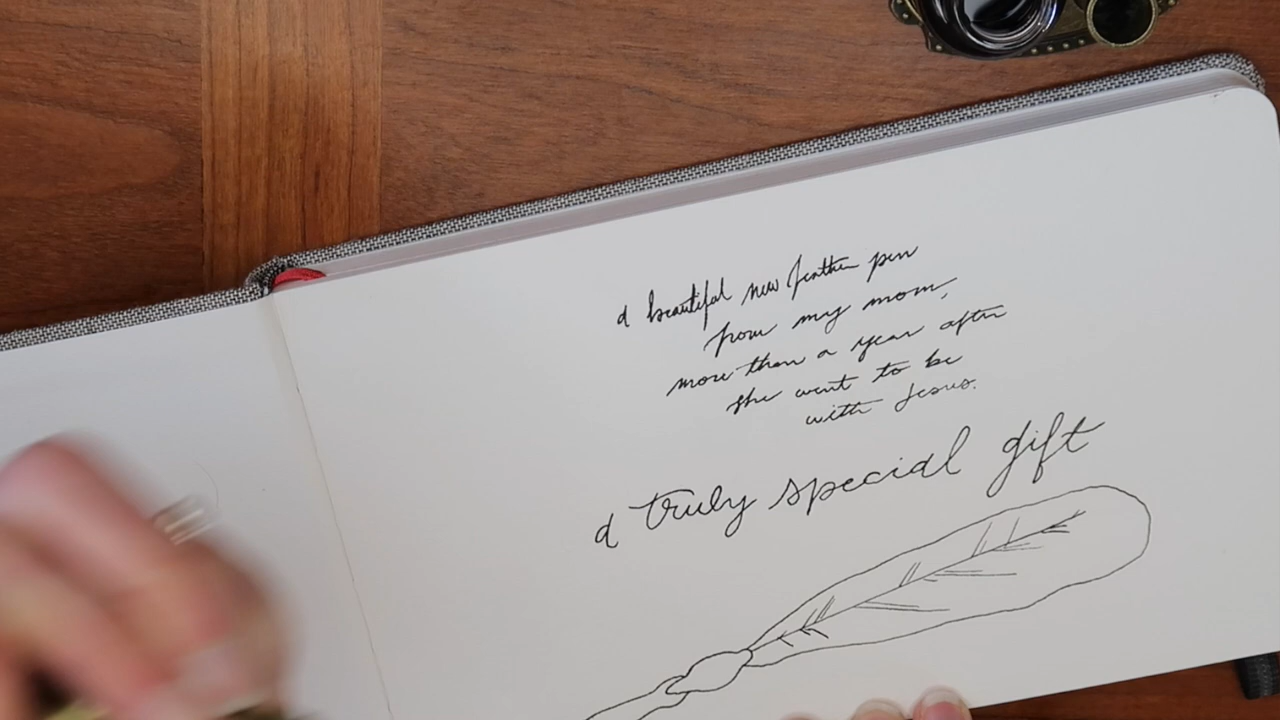 a beautiful new feather pen
from my mom,
more than a year after
she went to be
with Jesus.
a truly special gift